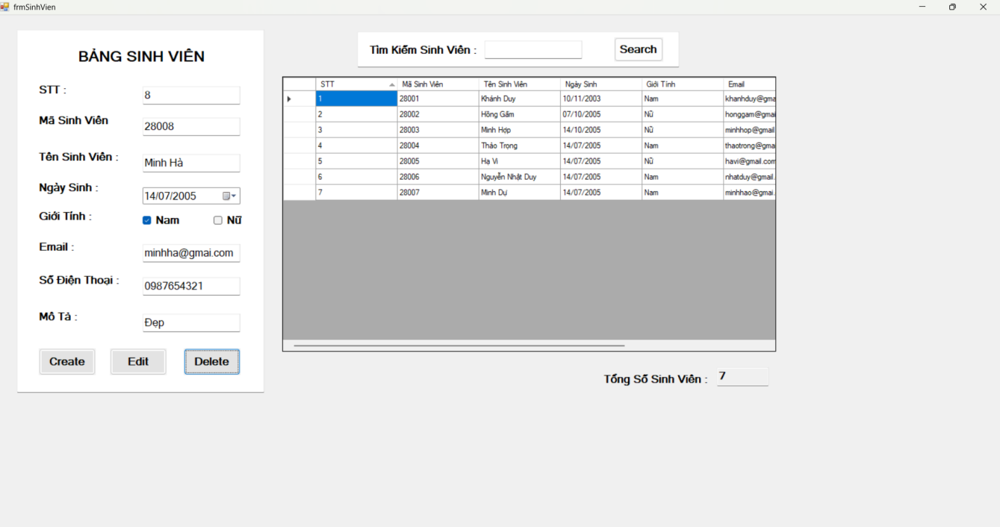 frmSinhVien
BẢNG SINH VIÊN
STT :
8
Mã Sinh Viên
28008
Tên Sinh Viên :
Minh Hà
Ngày Sinh :
14/07/2005
Giới Tính :
Nam Nữ
Email :
minhha@gmai.com
Số Điện Thoại :
0987654321
Mô Tả :
Đẹp
Create Edit Delete
Tìm Kiếm Sinh Viên : Search
STT Mã Sinh Viên Tên Sinh Viên Ngày Sinh Giới Tính Email
1 28001 Khánh Duy 10/11/2003 Nam khanhduy@gma
2 28002 Hồng Gấm 07/10/2005 Nữ honggam@gmai
3 28003 Minh Hợp 14/10/2005 Nữ minhhop@gmail
4 28004 Thảo Trọng 14/07/2005 Nam thaotrong@gma
5 28005 Hạ Vi 14/07/2005 Nữ havi@gmail.com
6 28006 Nguyễn Nhật Duy 14/07/2005 Nam nhatduy@gmail.
7 28007 Minh Dự 14/07/2005 Nam minhhao@gmai.
Tổng Số Sinh Viên : 7